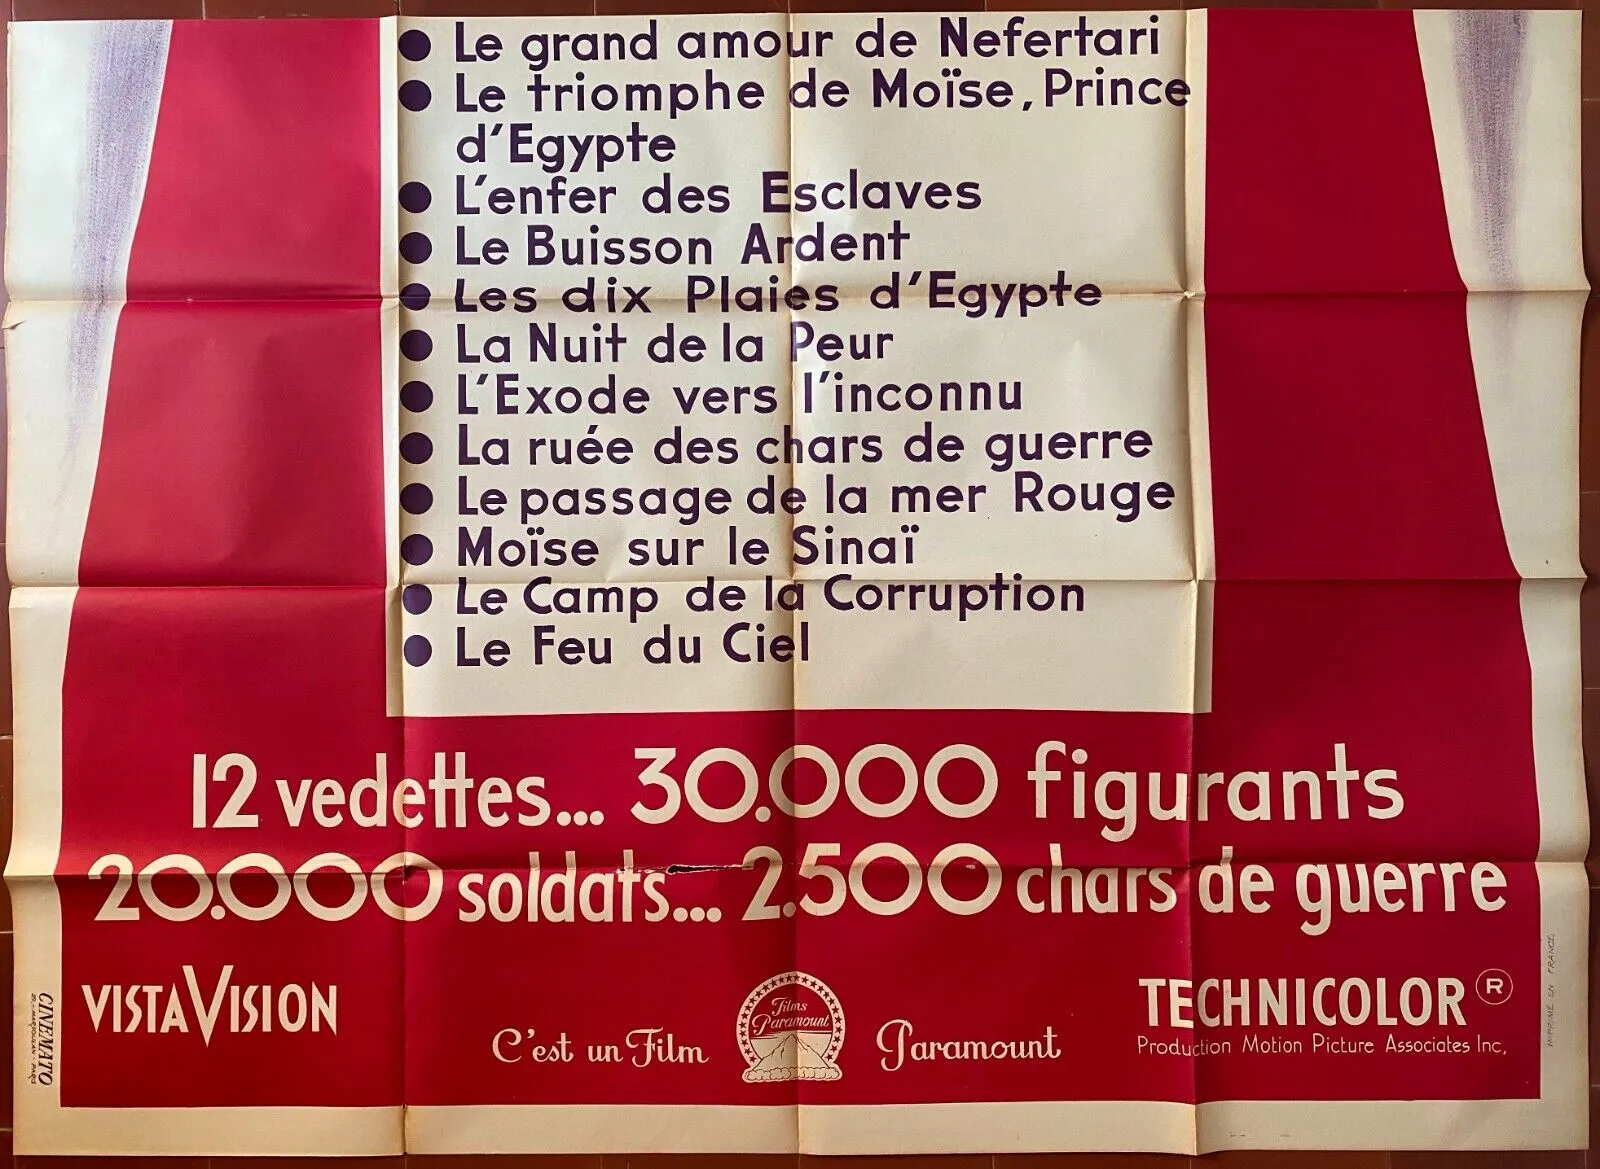 ● Le grand amour de Nefertari
● Le triomphe de Moïse, Prince
d'Egypte
● L'enfer des Esclaves
● Le Buisson Ardent
● Les dix Plaies d'Egypte
● La Nuit de la Peur
● L'Exode vers l'inconnu
● La ruée des chars de guerre
● Le passage de la mer Rouge
● Moïse sur le Sinaï
● Le Camp de la Corruption
● Le Feu du Ciel
12 vedettes... 30.000 figurants
20.000 soldats... 2.500 chars de guerre
VISTAVISION
C'est un Film
Films
Paramount
Paramount
TECHNICOLOR ®
Production Motion Picture Associates Inc,
CINEMATO
IMPRIMÉ EN FRANCE.